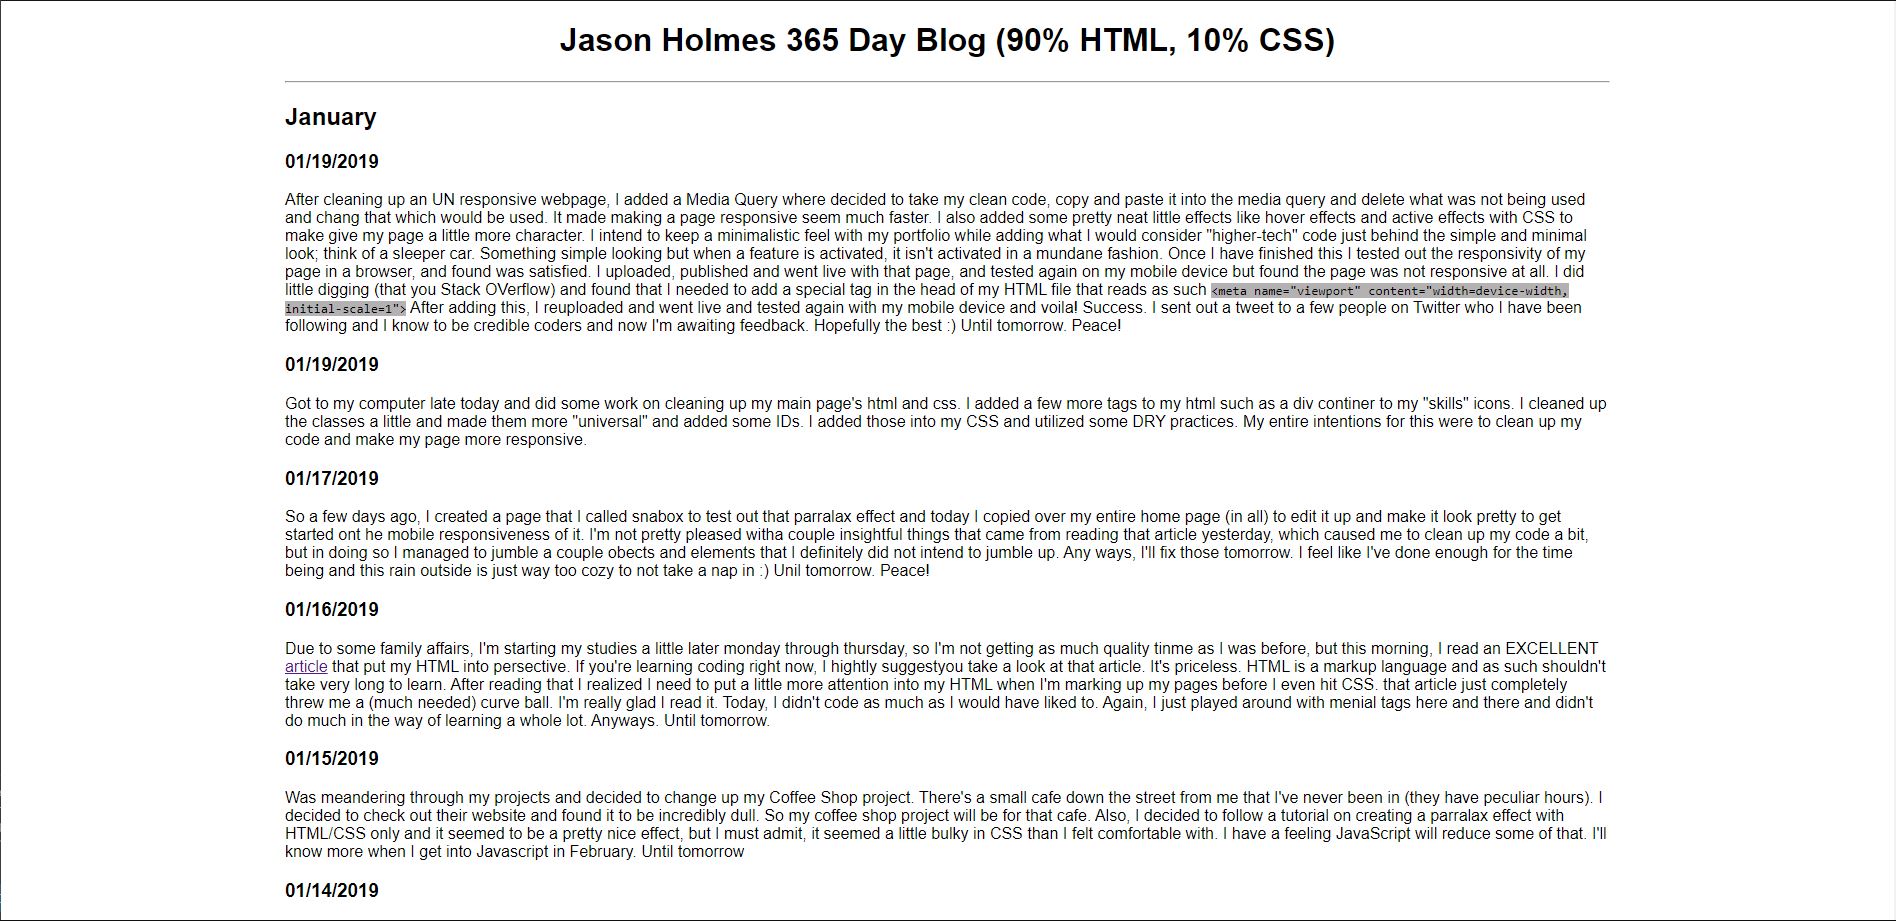 Jason Holmes 365 Day Blog (90% HTML, 10% CSS)
January
01/19/2019
After cleaning up an UN responsive webpage, I added a Media Query where decided to take my clean code, copy and paste it into the media query and delete what was not being used
and chang that which would be used. It made making a page responsive seem much faster. I also added some pretty neat little effects like hover effects and active effects with CSS to
make give my page a little more character. I intend to keep a minimalistic feel with my portfolio while adding what I would consider "higher-tech" code just behind the simple and minimal
look; think of a sleeper car. Something simple looking but when a feature is activated, it isn't activated in a mundane fashion. Once I have finished this I tested out the responsivity of my
page in a browser, and found was satisfied. I uploaded, published and went live with that page, and tested again on my mobile device but found the page was not responsive at all. I did
little digging (that you Stack OVerflow) and found that I needed to add a special tag in the head of my HTML file that reads as such <meta name="viewport" content="width=device-width,
initial-scale=1"> After adding this, I reuploaded and went live and tested again with my mobile device and voila! Success. I sent out a tweet to a few people on Twitter who I have been
following and I know to be credible coders and now I'm awaiting feedback. Hopefully the best :) Until tomorrow. Peace!
01/19/2019
Got to my computer late today and did some work on cleaning up my main page's html and css. I added a few more tags to my html such as a div continer to my "skills" icons. I cleaned up
the classes a little and made them more "universal" and added some IDs. I added those into my CSS and utilized some DRY practices. My entire intentions for this were to clean up my
code and make my page more responsive.
01/17/2019
So a few days ago, I created a page that I called snabox to test out that parralax effect and today I copied over my entire home page (in all) to edit it up and make it look pretty to get
started ont he mobile responsiveness of it. I'm not pretty pleased witha couple insightful things that came from reading that article yesterday, which caused me to clean up my code a bit,
but in doing so I managed to jumble a couple obects and elements that I definitely did not intend to jumble up. Any ways, I'll fix those tomorrow. I feel like I've done enough for the time
being and this rain outside is just way too cozy to not take a nap in :) Unil tomorrow. Peace!
01/16/2019
Due to some family affairs, I'm starting my studies a little later monday through thursday, so I'm not getting as much quality tinme as I was before, but this morning, I read an EXCELLENT
article that put my HTML into persective. If you're learning coding right now, I hightly suggestyou take a look at that article. It's priceless. HTML is a markup language and as such shouldn't
take very long to learn. After reading that I realized I need to put a little more attention into my HTML when I'm marking up my pages before I even hit CSS. that article just completely
threw me a (much needed) curve ball. I'm really glad I read it. Today, I didn't code as much as I would have liked to. Again, I just played around with menial tags here and there and didn't
do much in the way of learning a whole lot. Anyways. Until tomorrow.
01/15/2019
Was meandering through my projects and decided to change up my Coffee Shop project. There's a small cafe down the street from me that I've never been in (they have peculiar hours). I
decided to check out their website and found it to be incredibly dull. So my coffee shop project will be for that cafe. Also, I decided to follow a tutorial on creating a parralax effect with
HTML/CSS only and it seemed to be a pretty nice effect, but I must admit, it seemed a little bulky in CSS than I felt comfortable with. I have a feeling JavaScript will reduce some of that. I'll
know more when I get into Javascript in February. Until tomorrow
01/14/2019